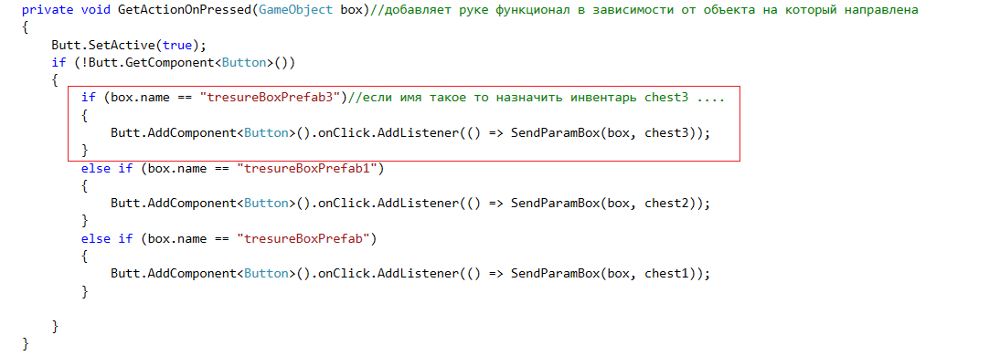 private void GetActionOnPressed(GameObject box)//добавляет руке функционал в зависимости от объекта на который направлена
{
    Butt.SetActive(true);
    if (!Butt.GetComponent<Button>())
    {
        if (box.name == "tresureBoxPrefab3")//если имя такое то назначить инвентарь chest3 ....
        {
            Butt.AddComponent<Button>().onClick.AddListener(() => SendParamBox(box, chest3));
        }
        else if (box.name == "tresureBoxPrefab1")
        {
            Butt.AddComponent<Button>().onClick.AddListener(() => SendParamBox(box, chest2));
        }
        else if (box.name == "tresureBoxPrefab")
        {
            Butt.AddComponent<Button>().onClick.AddListener(() => SendParamBox(box, chest1));
        }
    }
}